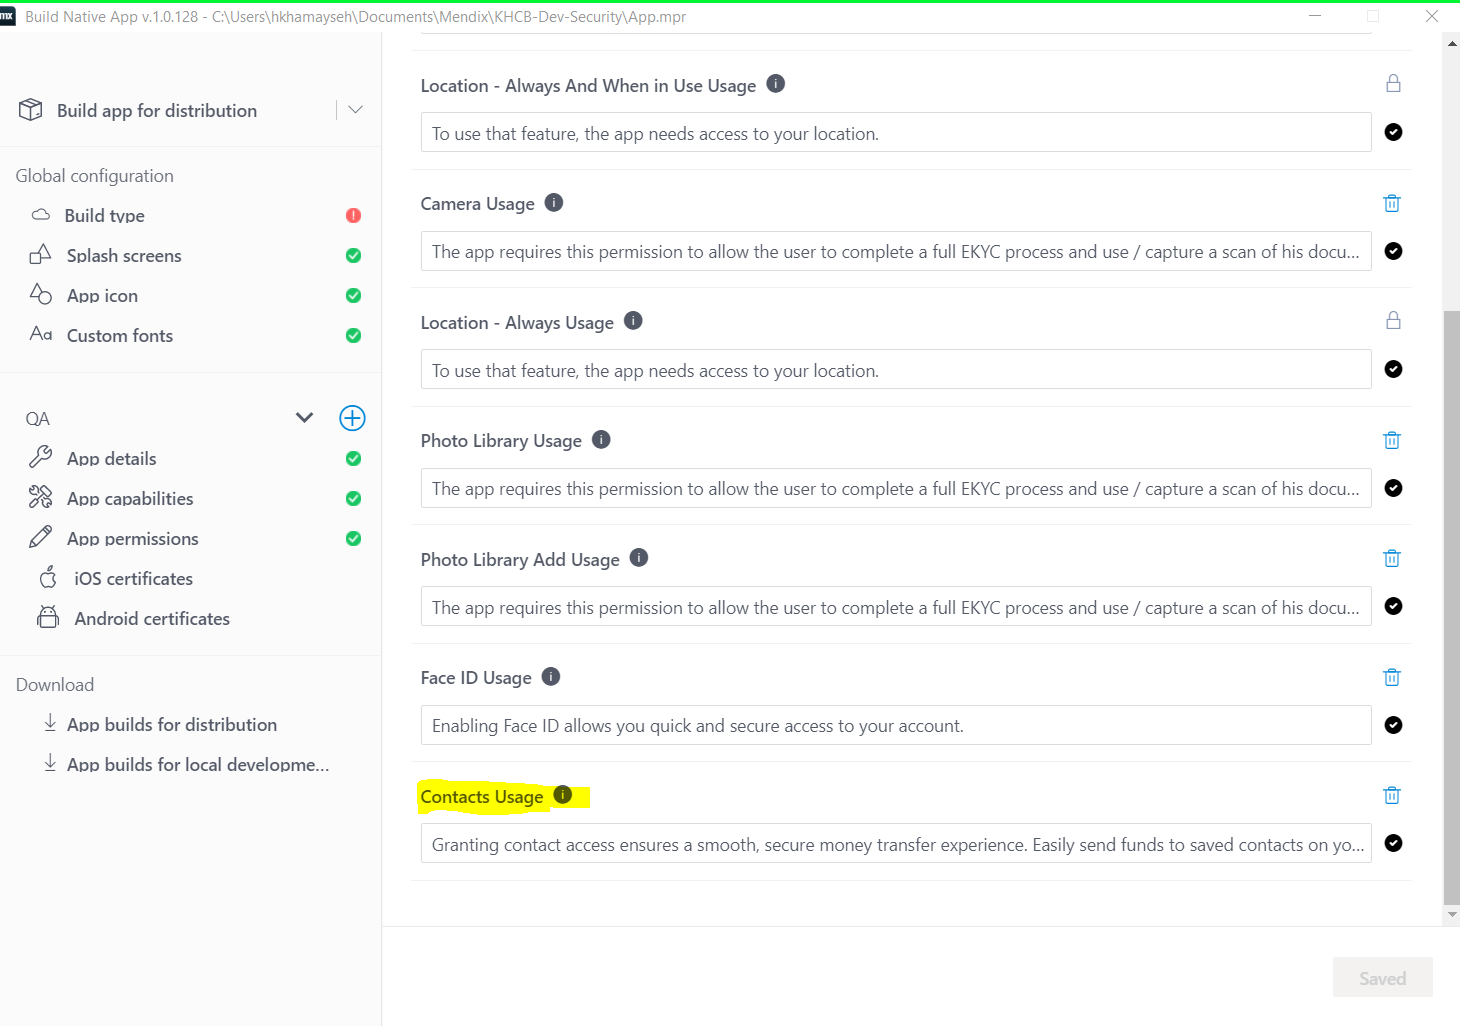 mx Build Native App v.1.0.128 - C:\Users\hkhamayseh\Documents\Mendix\KHCB-Dev-Security\App.mpr
Build app for distribution
Global configuration
Build type
Splash screens
App icon
Aa Custom fonts
QA
App details
App capabilities
App permissions
iOS certificates
Android certificates
Download
App builds for distribution
App builds for local developme...
Location - Always And When in Use Usage i
To use that feature, the app needs access to your location.
Camera Usage i
The app requires this permission to allow the user to complete a full EKYC process and use / capture a scan of his docu...
Location - Always Usage i
To use that feature, the app needs access to your location.
Photo Library Usage i
The app requires this permission to allow the user to complete a full EKYC process and use / capture a scan of his docu...
Photo Library Add Usage i
The app requires this permission to allow the user to complete a full EKYC process and use / capture a scan of his docu...
Face ID Usage i
Enabling Face ID allows you quick and secure access to your account.
Contacts Usage i
Granting contact access ensures a smooth, secure money transfer experience. Easily send funds to saved contacts on yo...
Saved